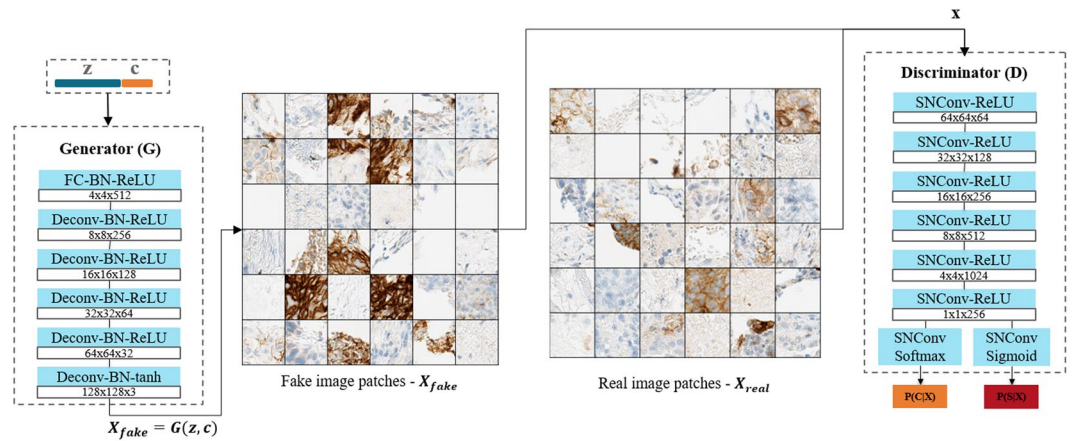 x
z c
Generator (G)
FC-BN-ReLU
4x4x512
Deconv-BN-ReLU
8x8x256
Deconv-BN-ReLU
16x16x128
Deconv-BN-ReLU
32x32x64
Deconv-BN-ReLU
64x64x32
Deconv-BN-tanh
128x128x3
X_fake = G(z, c)
Fake image patches - X_fake
Real image patches - X_real
Discriminator (D)
SNConv-ReLU
64x64x64
SNConv-ReLU
32x32x128
SNConv-ReLU
16x16x256
SNConv-ReLU
8x8x512
SNConv-ReLU
4x4x1024
SNConv-ReLU
1x1x256
SNConv
Softmax
SNConv
Sigmoid
P(C|X)
P(S|X)